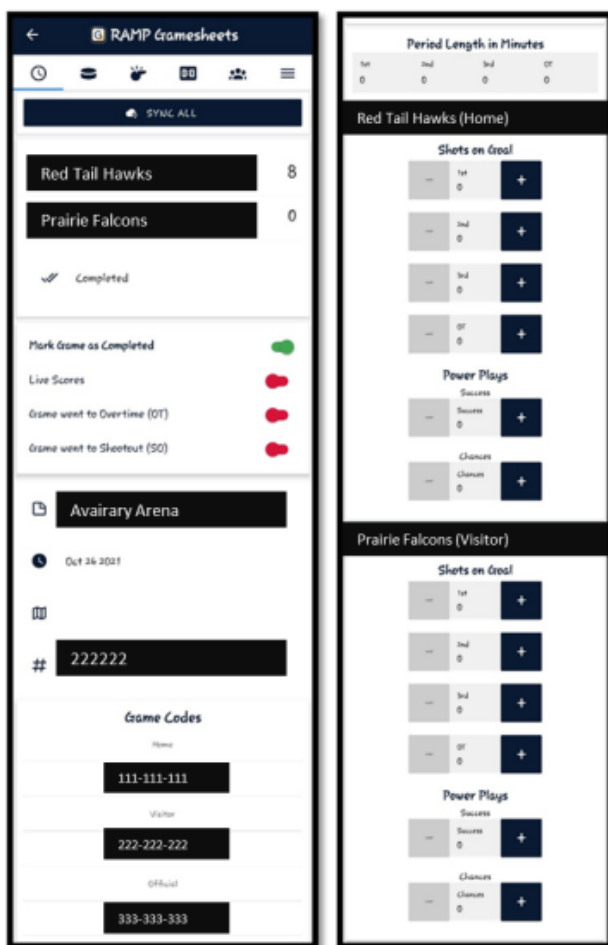 RAMP Gamesheets
SYNC ALL
Red Tail Hawks 8
Prairie Falcons 0
Completed
Mark Game as Completed
Live Scores
Game went to Overtime (OT)
Game went to Shootout (SO)
Avairary Arena
Oct 26 2021
# 222222
Game Codes
Home
111-111-111
Visitor
222-222-222
Official
333-333-333
Period Length in Minutes
1st 2nd 3rd OT
0 0 0 0
Red Tail Hawks (Home)
Shots on Goal
1st
− 0 +
2nd
− 0 +
3rd
− 0 +
OT
− 0 +
Power Plays
Success
Success
− 0 +
Chances
Chances
− 0 +
Prairie Falcons (Visitor)
Shots on Goal
1st
− 0 +
2nd
− 0 +
3rd
− 0 +
OT
− 0 +
Power Plays
Success
Success
− 0 +
Chances
Chances
− 0 +